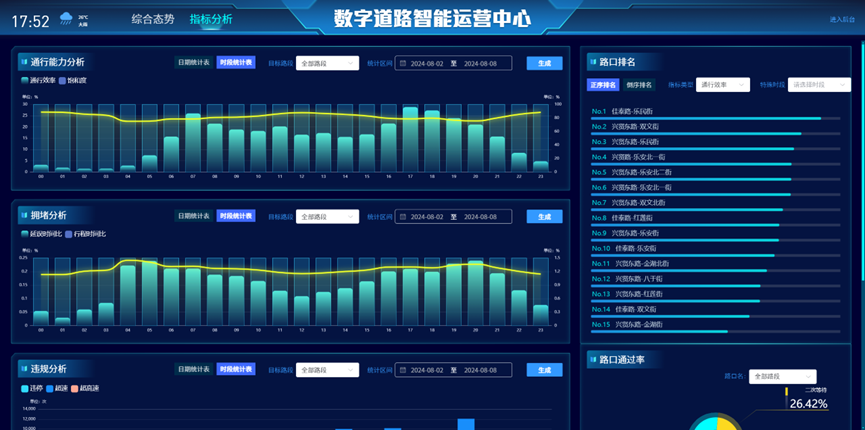 17:52
26℃
大雨
综合态势
指标分析
数字道路智能运营中心
进入后台
通行能力分析
日期统计表
时段统计表
目标路段
全部路段
统计区间
2024-08-02 至 2024-08-08
生成
通行效率 饱和度
单位: %
单位: %
30
25
20
15
10
5
0
100
80
60
40
20
0
00 01 02 03 04 05 06 07 08 09 10 11 12 13 14 15 16 17 18 19 20 21 22 23
拥堵分析
日期统计表
时段统计表
目标路段
全部路段
统计区间
2024-08-02 至 2024-08-08
生成
延误时间比 行程时间比
单位: %
单位: %
0.25
0.2
0.15
0.1
0.05
0
1.5
1.2
0.9
0.6
0.3
0
00 01 02 03 04 05 06 07 08 09 10 11 12 13 14 15 16 17 18 19 20 21 22 23
违规分析
日期统计表
时段统计表
目标路段
全部路段
统计区间
2024-08-02 至 2024-08-08
生成
违停 超速 超高速
单位: 次
14,000
12,000
10,000
路口排名
正序排名
倒序排名
指标类型
通行效率
特殊时段
请选择时段
No.1 佳泰路-乐民街
No.2 兴贸东路-双文街
No.3 兴贸东路-乐民街
No.4 兴贸路-乐安北一街
No.5 兴贸东路-乐安北二街
No.6 兴贸东路-乐安北一街
No.7 兴贸东路-双文北街
No.8 佳泰路-红莲街
No.9 兴贸东路-乐安街
No.10 佳泰路-乐安街
No.11 兴贸东路-金湖北街
No.12 兴贸东路-八千街
No.13 兴贸东路-红莲街
No.14 佳泰路-双文街
No.15 兴贸东路-金湖街
路口通过率
路口名:
全部路段
二次等待
26.42%